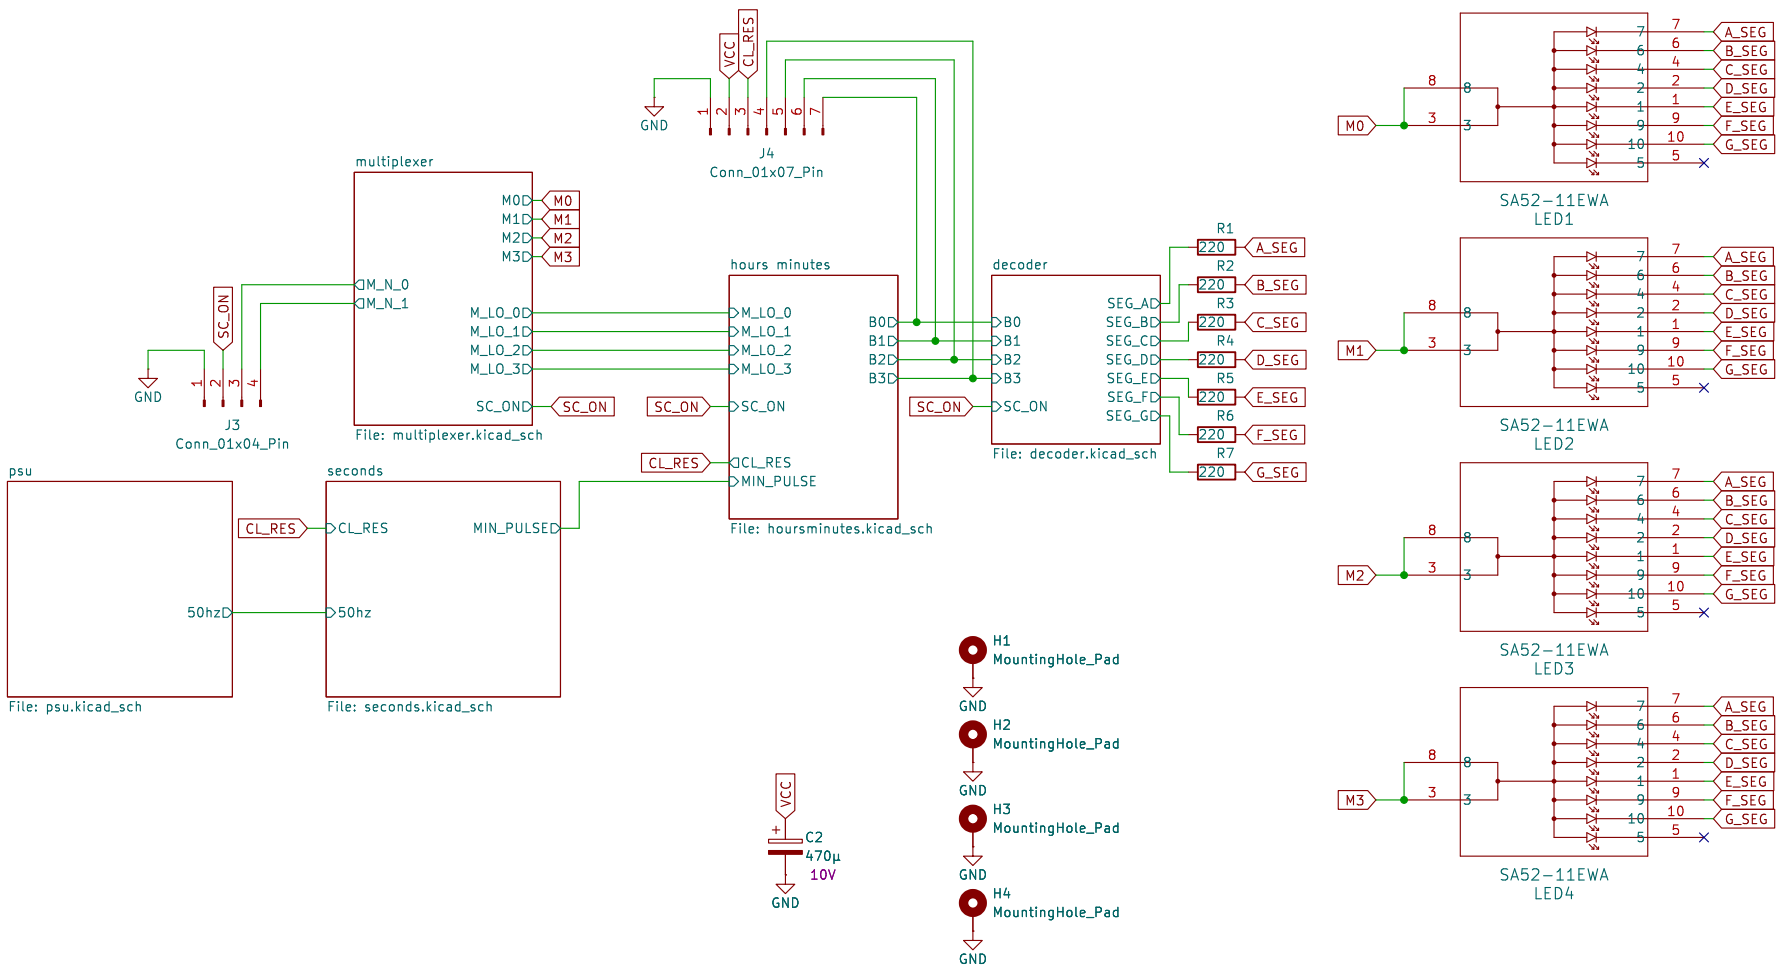 VCC
CL_RES
GND
1
2
3
4
5
6
7
J4
Conn_01x07_Pin
multiplexer
M0
M1
M2
M3
M0
M1
M2
M3
M_N_0
M_N_1
M_LO_0
M_LO_1
M_LO_2
M_LO_3
SC_ON
SC_ON
File: multiplexer.kicad_sch
SC_ON
GND
1
2
3
4
J3
Conn_01x04_Pin
psu
50hz
File: psu.kicad_sch
seconds
CL_RES
CL_RES
MIN_PULSE
50hz
File: seconds.kicad_sch
hours minutes
M_LO_0
M_LO_1
M_LO_2
M_LO_3
SC_ON
SC_ON
CL_RES
CL_RES
MIN_PULSE
B0
B1
B2
B3
File: hoursminutes.kicad_sch
decoder
B0
B1
B2
B3
SC_ON
SC_ON
SEG_A
SEG_B
SEG_C
SEG_D
SEG_E
SEG_F
SEG_G
File: decoder.kicad_sch
R1
220
A_SEG
R2
220
B_SEG
R3
220
C_SEG
R4
220
D_SEG
R5
220
E_SEG
R6
220
F_SEG
R7
220
G_SEG
H1
MountingHole_Pad
GND
H2
MountingHole_Pad
GND
H3
MountingHole_Pad
GND
H4
MountingHole_Pad
GND
VCC
+
C2
470µ
10V
GND
M0
8 8
3 3
7 7 A_SEG
6 6 B_SEG
4 4 C_SEG
2 2 D_SEG
1 1 E_SEG
9 9 F_SEG
10 10 G_SEG
5 5
SA52-11EWA
LED1
M1
8 8
3 3
7 7 A_SEG
6 6 B_SEG
4 4 C_SEG
2 2 D_SEG
1 1 E_SEG
9 9 F_SEG
10 10 G_SEG
5 5
SA52-11EWA
LED2
M2
8 8
3 3
7 7 A_SEG
6 6 B_SEG
4 4 C_SEG
2 2 D_SEG
1 1 E_SEG
9 9 F_SEG
10 10 G_SEG
5 5
SA52-11EWA
LED3
M3
8 8
3 3
7 7 A_SEG
6 6 B_SEG
4 4 C_SEG
2 2 D_SEG
1 1 E_SEG
9 9 F_SEG
10 10 G_SEG
5 5
SA52-11EWA
LED4